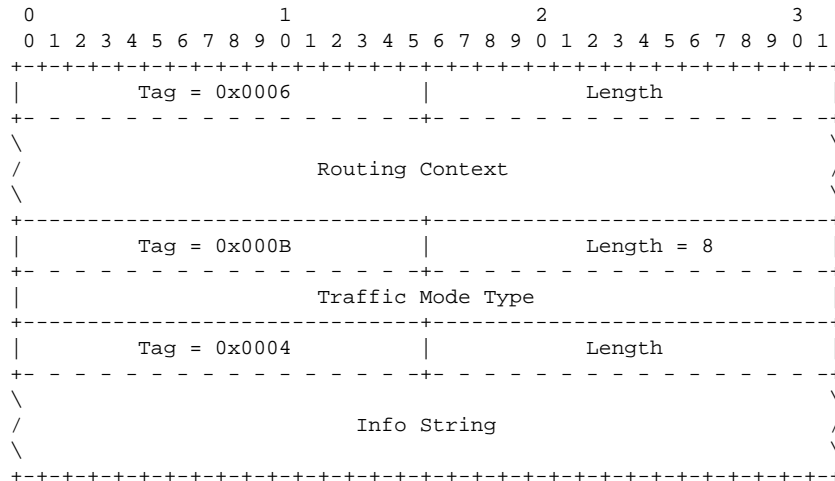 0                   1                   2                   3
0 1 2 3 4 5 6 7 8 9 0 1 2 3 4 5 6 7 8 9 0 1 2 3 4 5 6 7 8 9 0 1
+-+-+-+-+-+-+-+-+-+-+-+-+-+-+-+-+-+-+-+-+-+-+-+-+-+-+-+-+-+-+-+-+
|         Tag = 0x0006          |            Length             |
+- - - - - - - - - - - - - - - -+- - - - - - - - - - - - - - - -+
\                                                               \
/                       Routing Context                         /
\                                                               \
+-------------------------------+-------------------------------+
|         Tag = 0x000B          |            Length = 8         |
+- - - - - - - - - - - - - - - -+- - - - - - - - - - - - - - - -+
|                       Traffic Mode Type                       |
+-------------------------------+-------------------------------+
|         Tag = 0x0004          |            Length             |
+- - - - - - - - - - - - - - - -+- - - - - - - - - - - - - - - -+
\                                                               \
/                          Info String                          /
\                                                               \
+-+-+-+-+-+-+-+-+-+-+-+-+-+-+-+-+-+-+-+-+-+-+-+-+-+-+-+-+-+-+-+-+